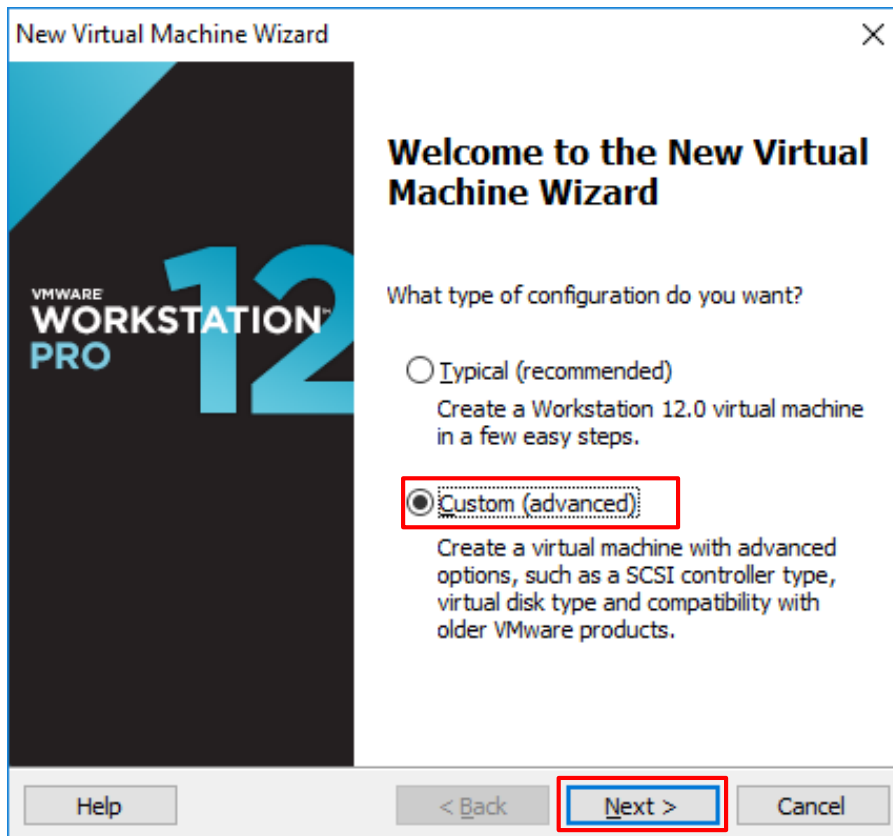 New Virtual Machine Wizard
Welcome to the New Virtual
Machine Wizard
VMWARE
WORKSTATION™
PRO
12
What type of configuration do you want?
Typical (recommended)
Create a Workstation 12.0 virtual machine
in a few easy steps.
Custom (advanced)
Create a virtual machine with advanced
options, such as a SCSI controller type,
virtual disk type and compatibility with
older VMware products.
Help
< Back
Next >
Cancel